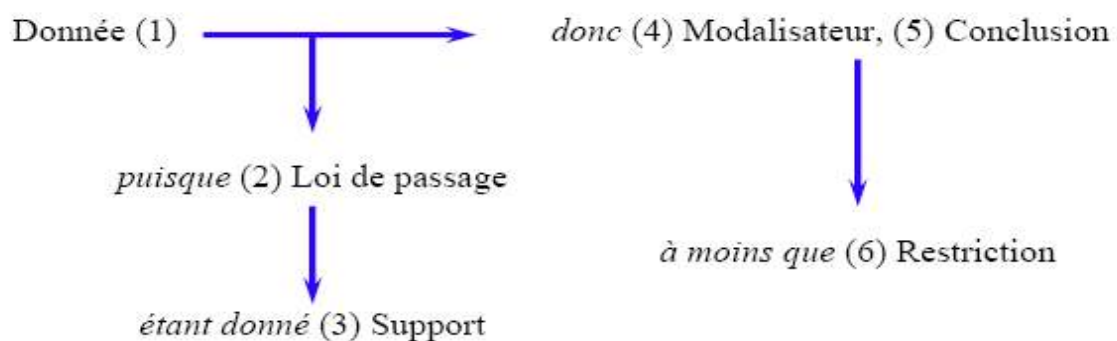 Donnée (1) donc (4) Modalisateur, (5) Conclusion
puisque (2) Loi de passage
à moins que (6) Restriction
étant donné (3) Support